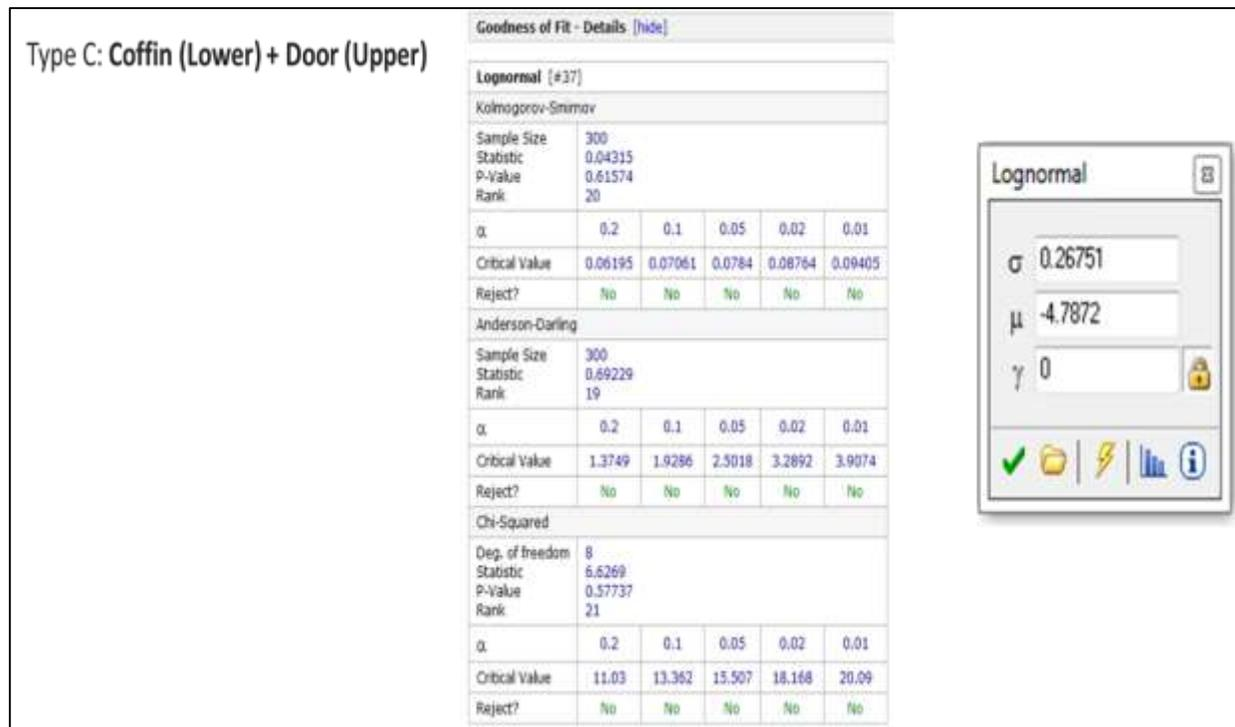 Type C: Coffin (Lower) + Door (Upper)
Goodness of Fit - Details [hide]
Lognormal [#37]
Kolmogorov-Smirnov
Sample Size 300
Statistic 0.04315
P-Value 0.61574
Rank 20
α 0.2 0.1 0.05 0.02 0.01
Critical Value 0.06195 0.07061 0.0784 0.08764 0.09405
Reject? No No No No No
Anderson-Darling
Sample Size 300
Statistic 0.69229
Rank 19
α 0.2 0.1 0.05 0.02 0.01
Critical Value 1.3749 1.9286 2.5018 3.2892 3.9074
Reject? No No No No No
Chi-Squared
Deg. of freedom 8
Statistic 6.6269
P-Value 0.57737
Rank 21
α 0.2 0.1 0.05 0.02 0.01
Critical Value 11.03 13.362 15.507 18.168 20.09
Reject? No No No No No
Lognormal
σ 0.26751
μ -4.7872
γ 0